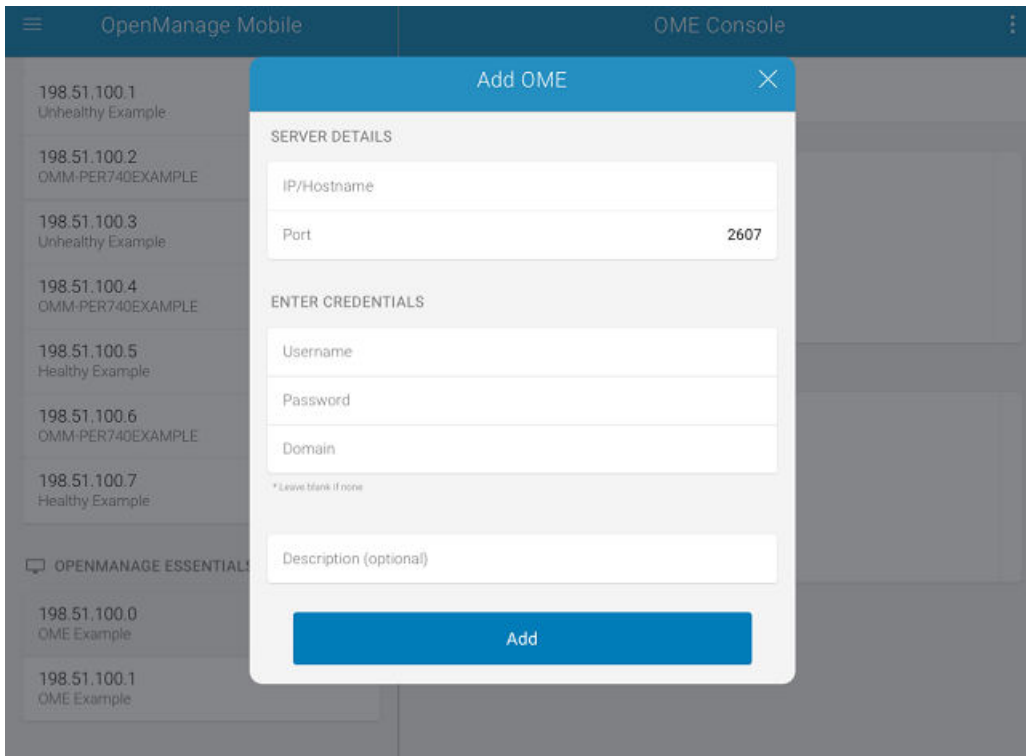 OpenManage Mobile
OME Console
198.51.100.1
Unhealthy Example
198.51.100.2
OMM-PER740EXAMPLE
198.51.100.3
Unhealthy Example
198.51.100.4
OMM-PER740EXAMPLE
198.51.100.5
Healthy Example
198.51.100.6
OMM-PER740EXAMPLE
198.51.100.7
Healthy Example
OPENMANAGE ESSENTIALS
198.51.100.0
OME Example
198.51.100.1
OME Example
Add OME
SERVER DETAILS
IP/Hostname
Port 2607
ENTER CREDENTIALS
Username
Password
Domain
* Leave blank if none
Description (optional)
Add